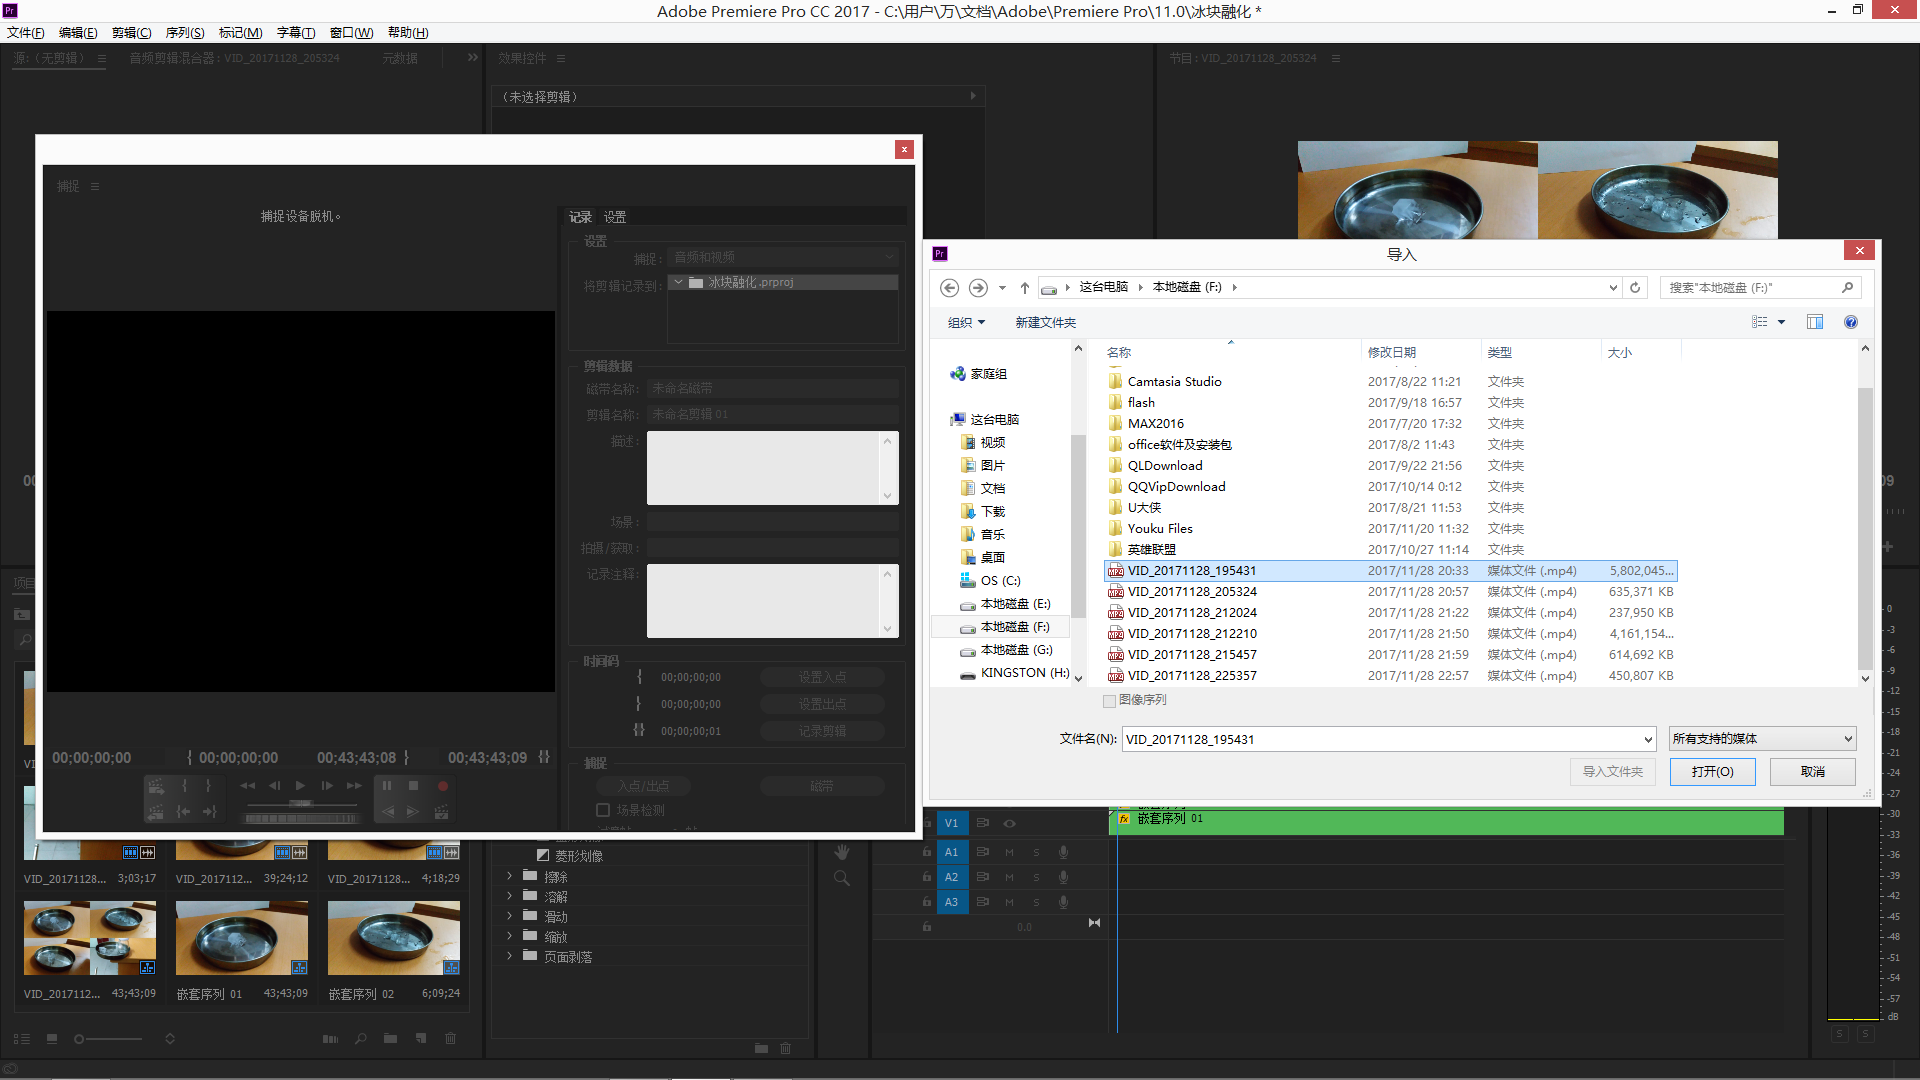 Adobe Premiere Pro CC 2017 - C:\用户\万\文档\Adobe\Premiere Pro\11.0\冰块融化 *
文件(F) 编辑(E) 剪辑(C) 序列(S) 标记(M) 字幕(T) 窗口(W) 帮助(H)
源:（无剪辑） 音频剪辑混合器: VID_20171128_205324 元数据 效果控件 节目: VID_20171128_205324
（未选择剪辑）
捕捉
捕捉设备脱机。
记录 设置
设置
捕捉: 音频和视频
将剪辑记录到: 冰块融化.prproj
剪辑数据
磁带名称: 未命名磁带
剪辑名称: 未命名剪辑 01
描述:
场景:
拍摄/获取:
记录注释:
时间码
00;00;00;00 设置入点
00;00;00;00 设置出点
00;00;00;01 记录剪辑
捕捉
入点/出点 磁带
场景检测
00;00;00;00 00;00;00;00 00;43;43;08 00;43;43;09
导入
这台电脑 本地磁盘 (F:) 搜索"本地磁盘 (F:)"
组织 新建文件夹
家庭组
这台电脑
视频
图片
文档
下载
音乐
桌面
OS (C:)
本地磁盘 (E:)
本地磁盘 (F:)
本地磁盘 (G:)
KINGSTON (H:)
名称 修改日期 类型 大小
Camtasia Studio 2017/8/22 11:21 文件夹
flash 2017/9/18 16:57 文件夹
MAX2016 2017/7/20 17:32 文件夹
office软件及安装包 2017/8/2 11:43 文件夹
QLDownload 2017/9/22 21:56 文件夹
QQVipDownload 2017/10/14 0:12 文件夹
U大侠 2017/8/21 11:53 文件夹
Youku Files 2017/11/20 11:32 文件夹
英雄联盟 2017/10/27 11:14 文件夹
VID_20171128_195431 2017/11/28 20:33 媒体文件 (.mp4) 5,802,045...
VID_20171128_205324 2017/11/28 20:57 媒体文件 (.mp4) 635,371 KB
VID_20171128_212024 2017/11/28 21:22 媒体文件 (.mp4) 237,950 KB
VID_20171128_212210 2017/11/28 21:50 媒体文件 (.mp4) 4,161,154...
VID_20171128_215457 2017/11/28 21:59 媒体文件 (.mp4) 614,692 KB
VID_20171128_225357 2017/11/28 22:57 媒体文件 (.mp4) 450,807 KB
图像序列
文件名(N): VID_20171128_195431 所有支持的媒体
导入文件夹 打开(O) 取消
项目
VID_20171128... 3;03;17 VID_2017112... 39;24;12 VID_20171128... 4;18;29
VID_2017112... 43;43;09 嵌套序列 01 43;43;09 嵌套序列 02 6;09;24
菱形划像
擦除
溶解
滑动
缩放
页面剥落
V1 fx 嵌套序列 01
A1 M S
A2 M S
A3 M S
0.0
0
-3
-6
-9
-12
-15
-18
-21
-24
-27
-30
-33
-36
-39
-42
-45
-48
-51
-54
-57
dB
S S